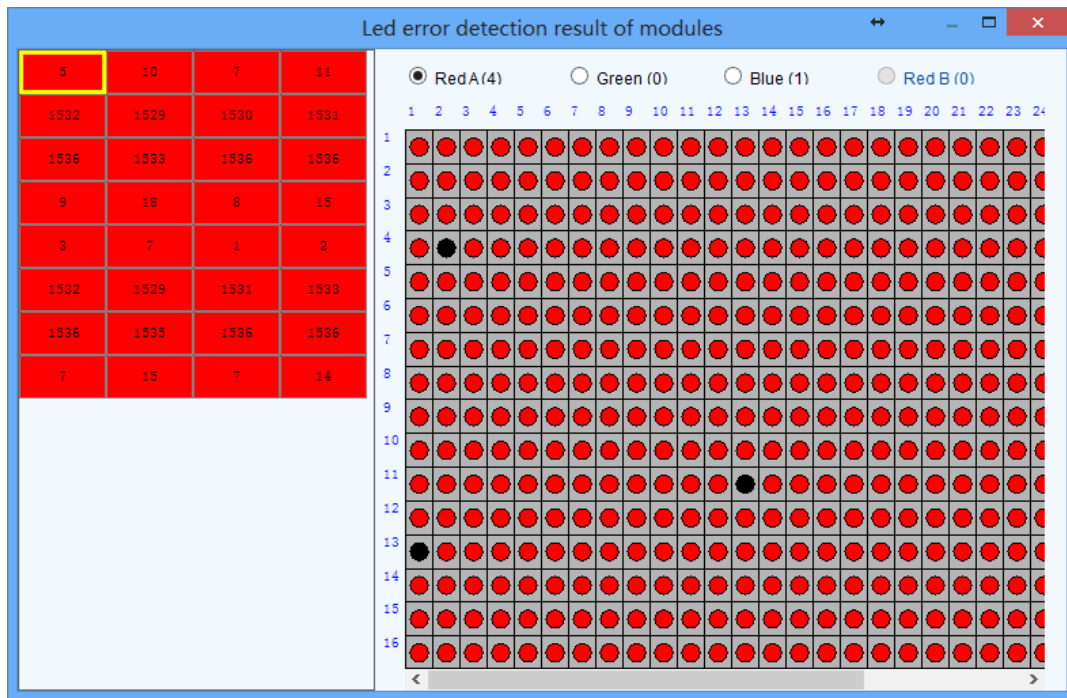 Led error detection result of modules
5 10 7 11
1532 1529 1530 1531
1536 1533 1536 1536
9 18 8 15
3 7 1 2
1532 1529 1531 1533
1536 1535 1536 1536
7 15 7 14
Red A (4) Green (0) Blue (1) Red B (0)
1 2 3 4 5 6 7 8 9 10 11 12 13 14 15 16 17 18 19 20 21 22 23 24
1
2
3
4
5
6
7
8
9
10
11
12
13
14
15
16